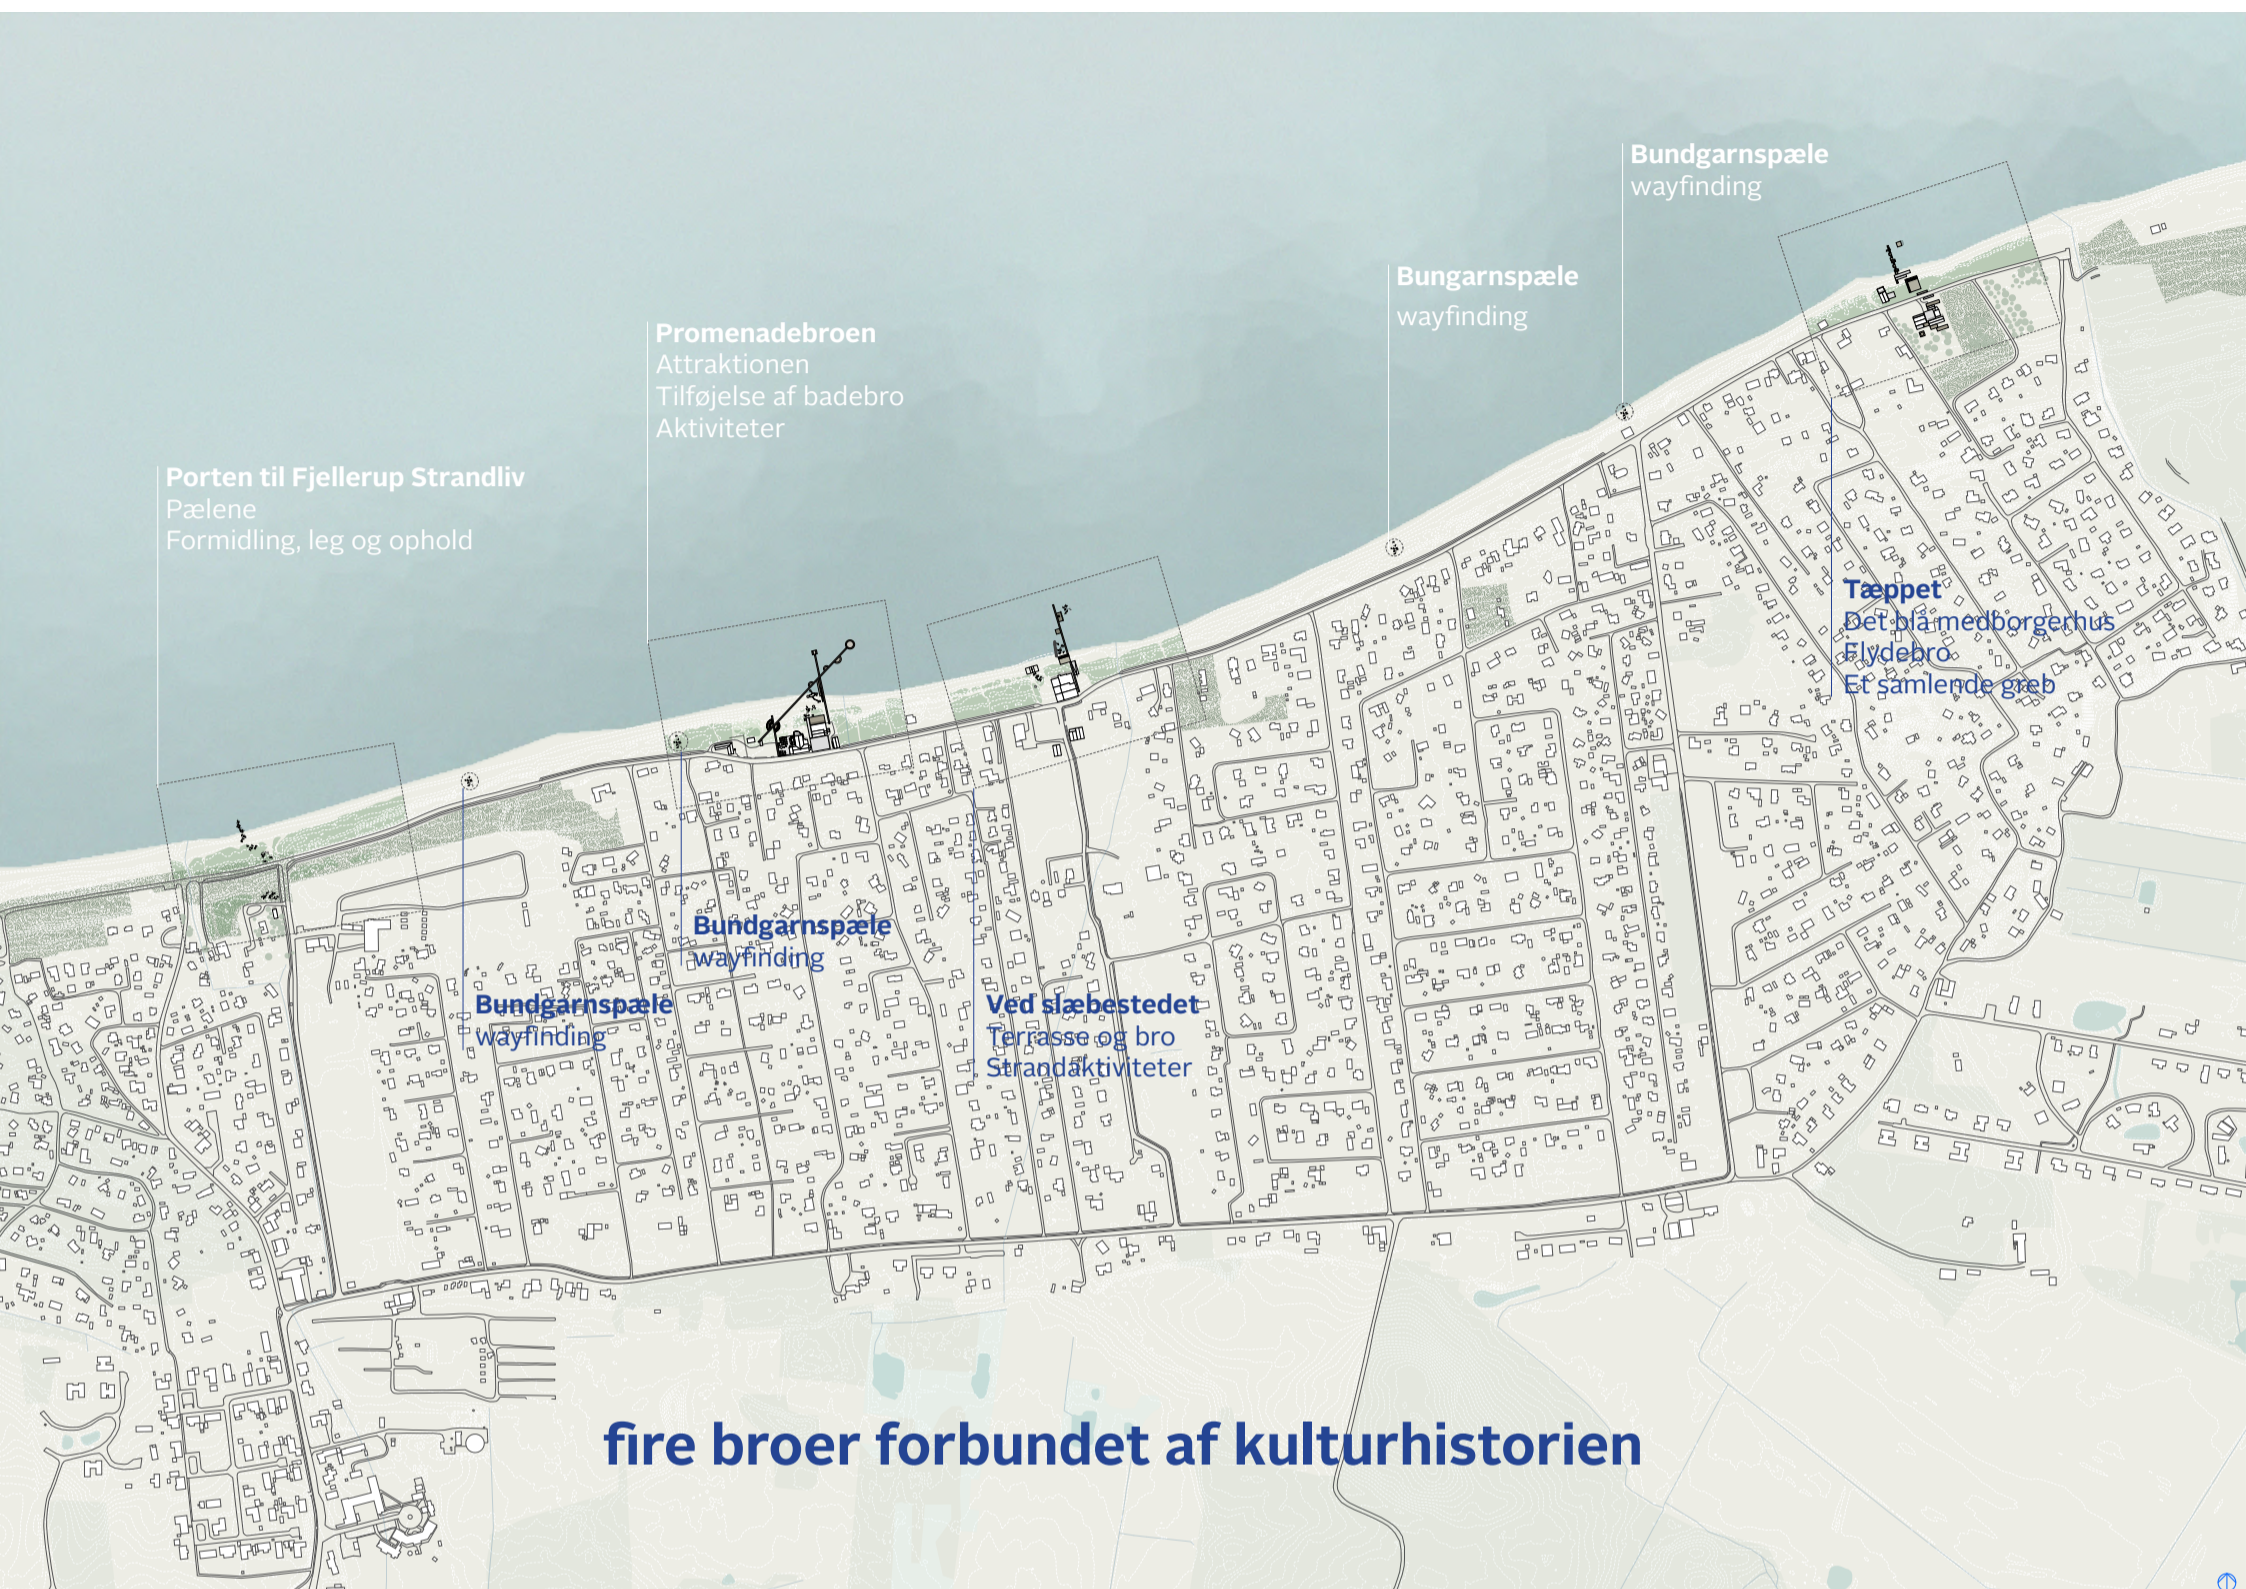 Bundgarnspæle
wayfinding
Bungarnspæle
wayfinding
Promenadebroen
Attraktionen
Tilføjelse af badebro
Aktiviteter
Porten til Fjellerup Strandliv
Pælene
Formidling, leg og ophold
Tæppet
Det blå medborgerhus
Flydebro
Et samlende greb
Bundgarnspæle
wayfinding
Bundgarnspæle
wayfinding
Ved slæbestedet
Terrasse og bro
Strandaktiviteter
fire broer forbundet af kulturhistorien